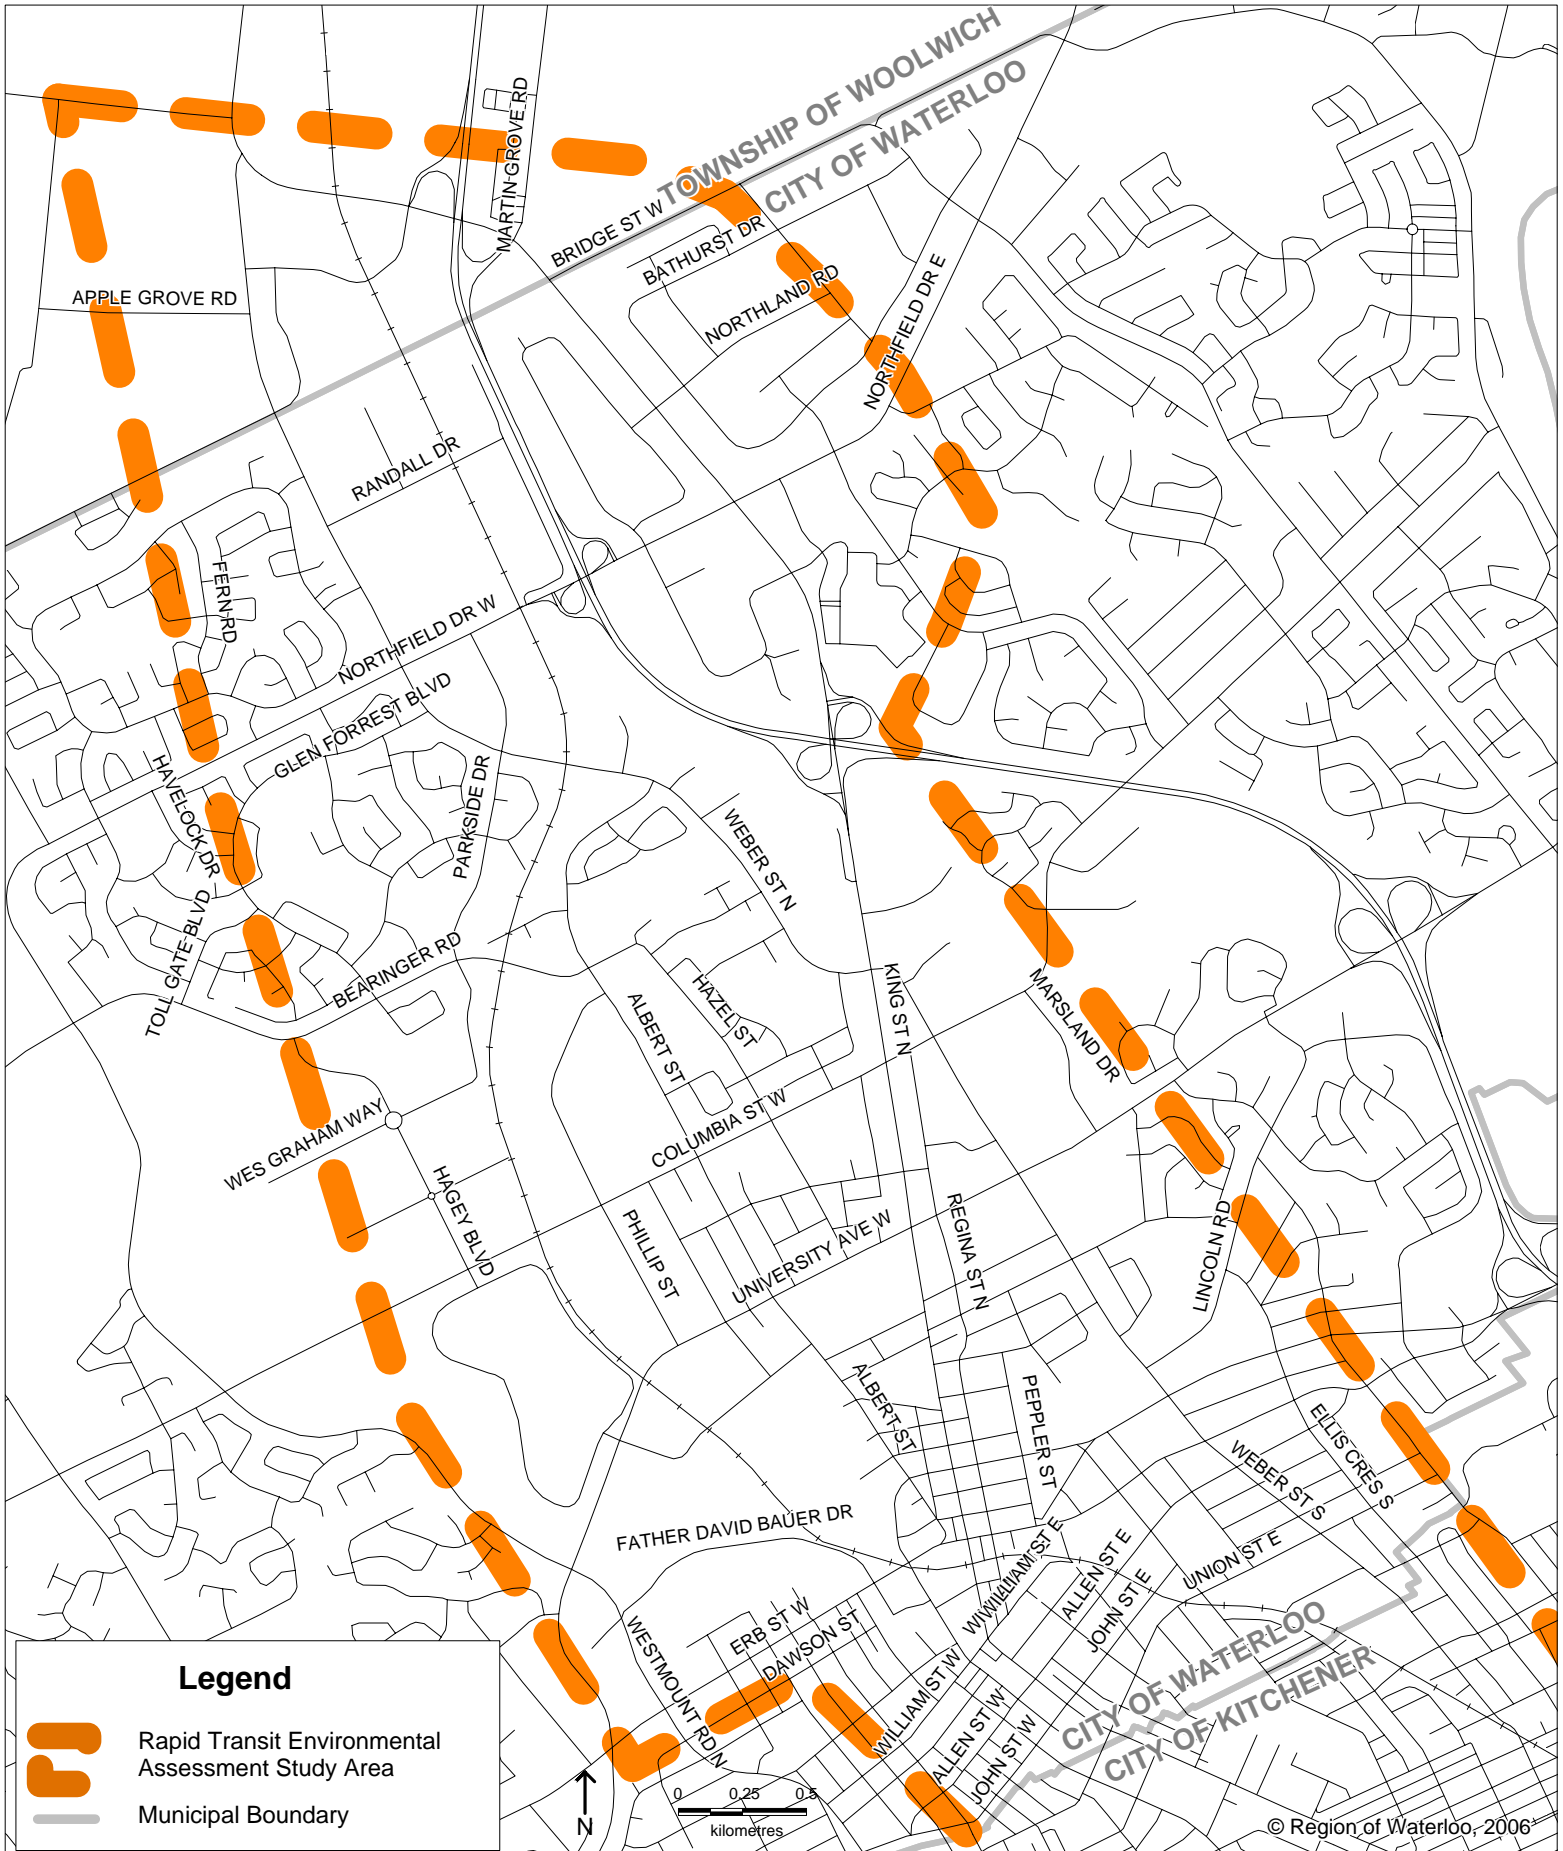 TOWNSHIP OF WOOLWICH
CITY OF WATERLOO
MARTIN GROVE RD
BRIDGE ST W
BATHURST DR
NORTHLAND RD
NORTHFIELD DR E
APPLE GROVE RD
RANDALL DR
FERN RD
NORTHFIELD DR W
GLEN FORREST BLVD
HAVELOCK DR
PARKSIDE DR
WEBER ST N
TOLL GATE BLVD
BEARINGER RD
HAZEL ST
ALBERT ST
KING ST N
MARSLAND DR
WES GRAHAM WAY
COLUMBIA ST W
HAGEY BLVD
PHILLIP ST
UNIVERSITY AVE W
REGINA ST N
LINCOLN RD
ALBERT ST
PEPPLER ST
ELLIS CRES S
WEBER ST S
FATHER DAVID BAUER DR
WIWILLIAM ST E
ALLEN ST E
JOHN ST E
UNION ST E
ERB ST W
DAWSON ST
WESTMOUNT RD N
WILLIAM ST W
ALLEN ST W
JOHN ST W
CITY OF WATERLOO
CITY OF KITCHENER
Legend
Rapid Transit Environmental
Assessment Study Area
Municipal Boundary
N
0 0.25 0.5
kilometres
© Region of Waterloo, 2006